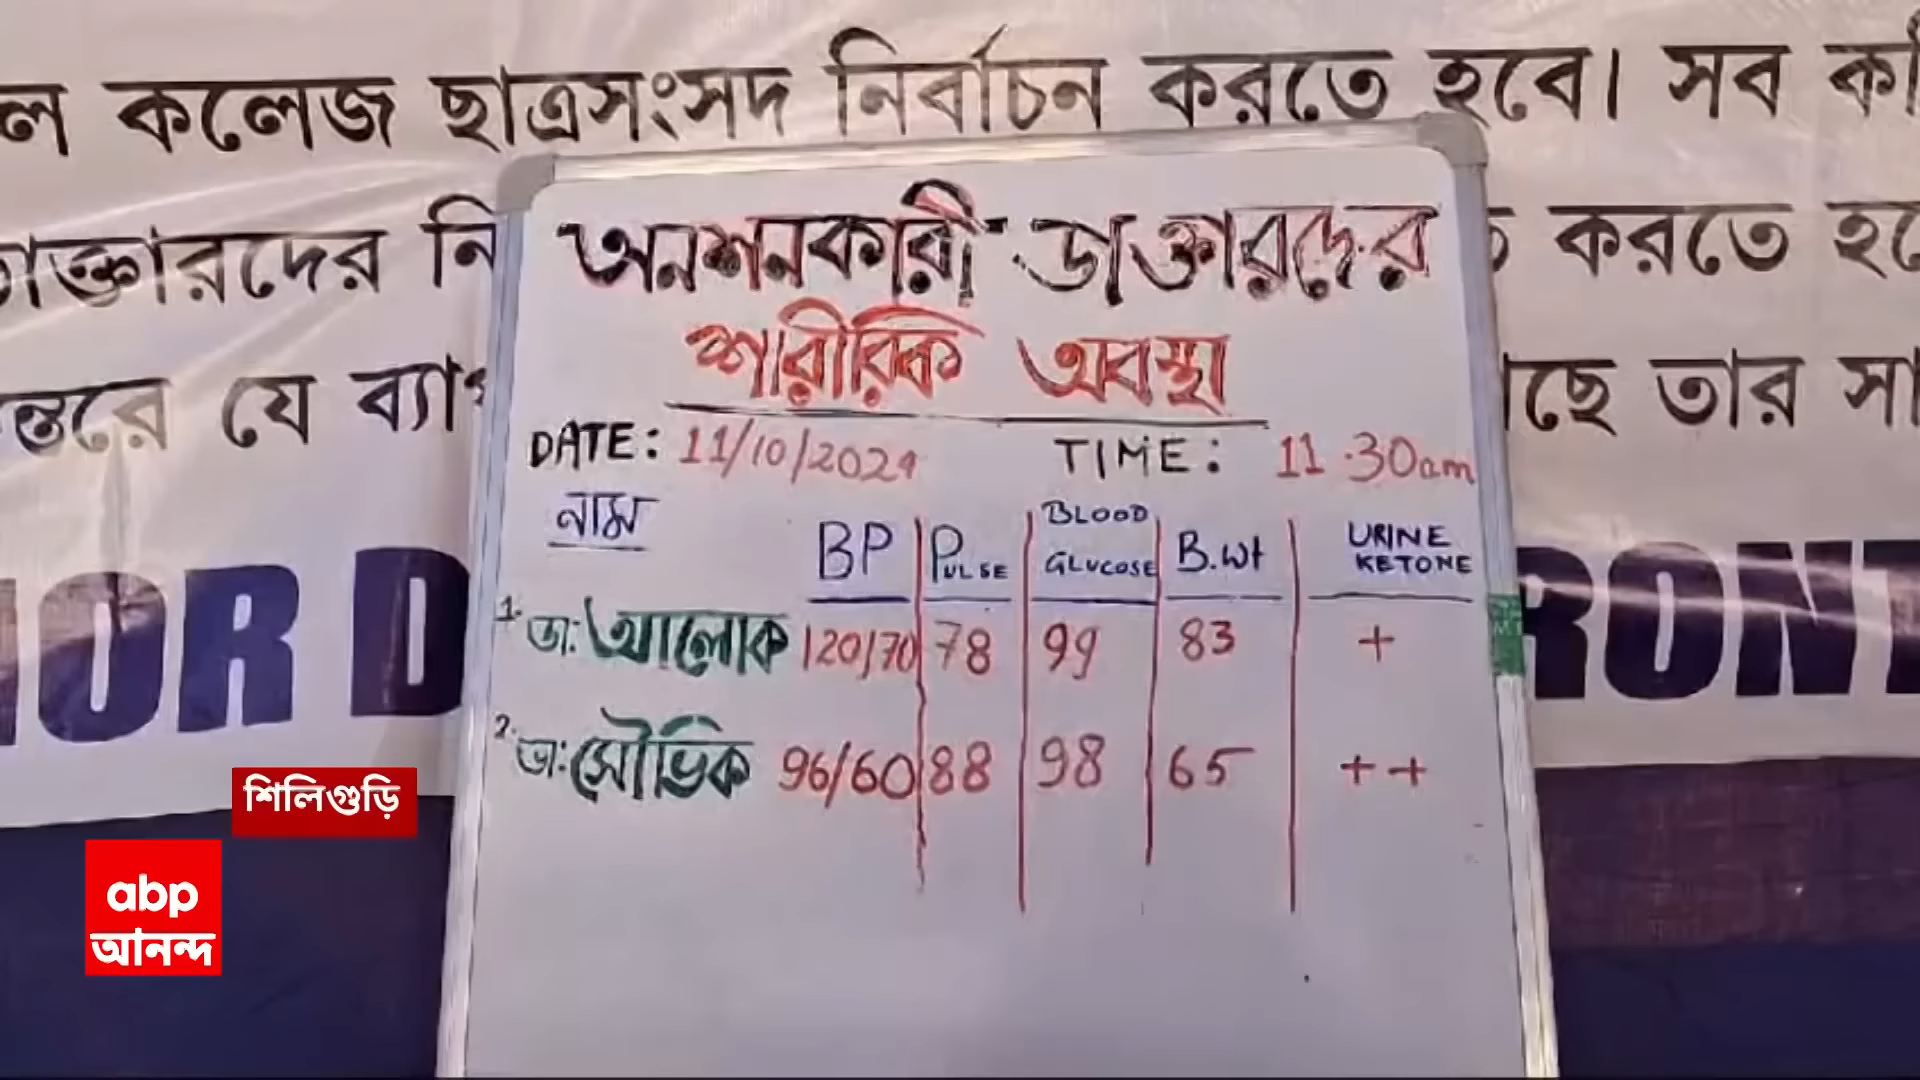 ল কলেজ ছাত্রসংসদ নির্বাচন করতে হবে। সব
অনশনকারী ডাক্তারদের
শারীরিক অবস্থা
াক্তারদের নি
করতে
ন্তরে যে
ছে তার সা
DATE: 11/10/2024 TIME: 11.30am
নাম BP PULSE BLOOD GLUCOSE B.Wt URINE KETONE
1. ডা: আলোক 120/70 78 99 83 +
2. ডা: সৌভিক 96/60 88 98 65 ++
IOR D
RONT
শিলিগুড়ি
abp
আনন্দ